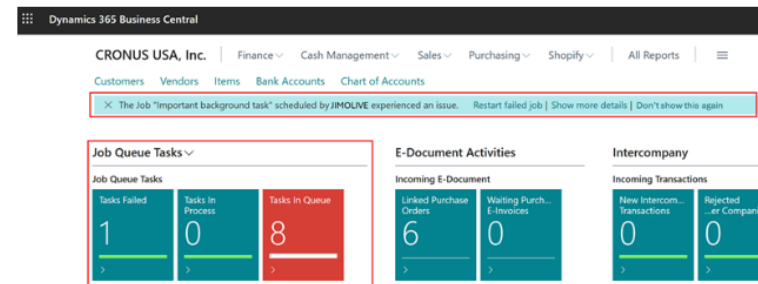 Dynamics 365 Business Central
CRONUS USA, Inc. Finance Cash Management Sales Purchasing Shopify All Reports
Customers Vendors Items Bank Accounts Chart of Accounts
The Job "Important background task" scheduled by JIMOLIVE experienced an issue. Restart failed job | Show more details | Don't show this again
Job Queue Tasks
Job Queue Tasks
Tasks Failed
1
Tasks In
Process
0
Tasks In Queue
8
E-Document Activities
Incoming E-Document
Linked Purchase
Orders
6
Waiting Purch...
E-Invoices
0
Intercompany
Incoming Transactions
New Intercom...
Transactions
0
Rejected
...er Compani
0